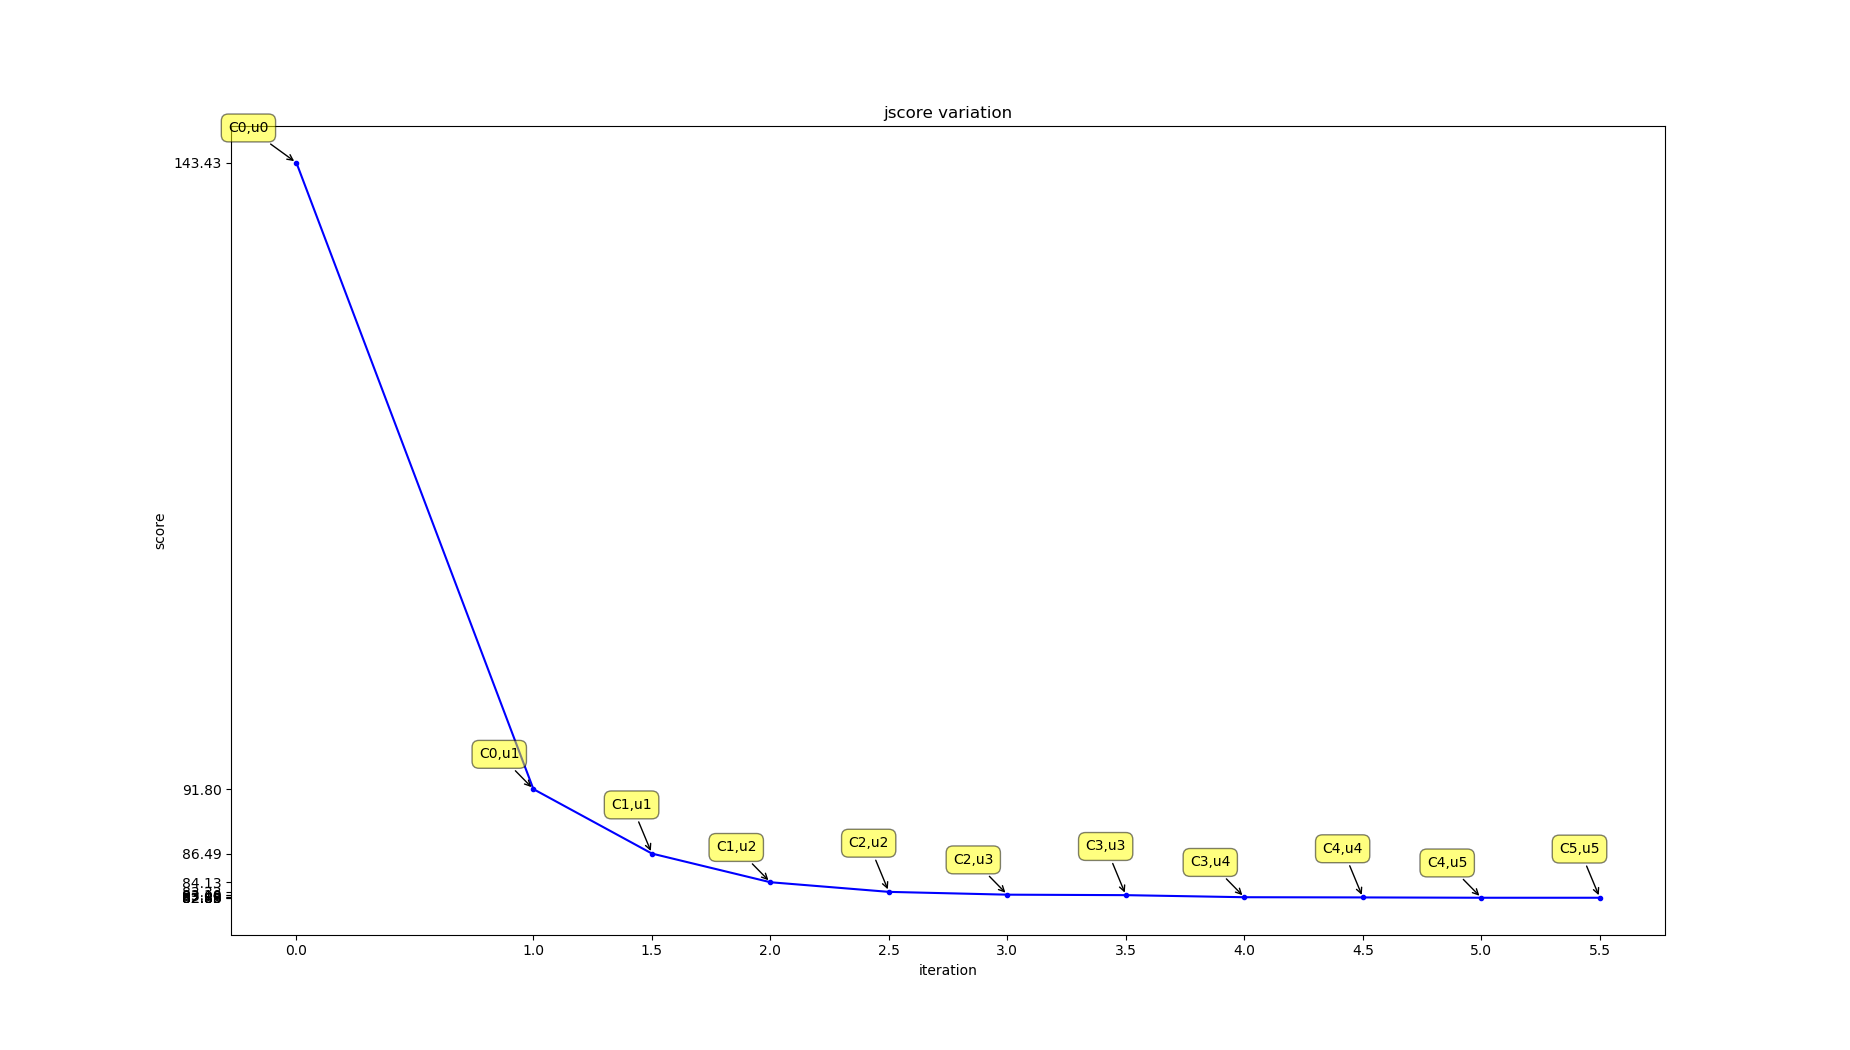 jscore variation
C0,u0
143.43
score
C0,u1
91.80
C1,u1
86.49
C1,u2
84.13
C2,u2
C2,u3
C3,u3
C3,u4
C4,u4
C4,u5
C5,u5
0.0 1.0 1.5 2.0 2.5 3.0 3.5 4.0 4.5 5.0 5.5
iteration